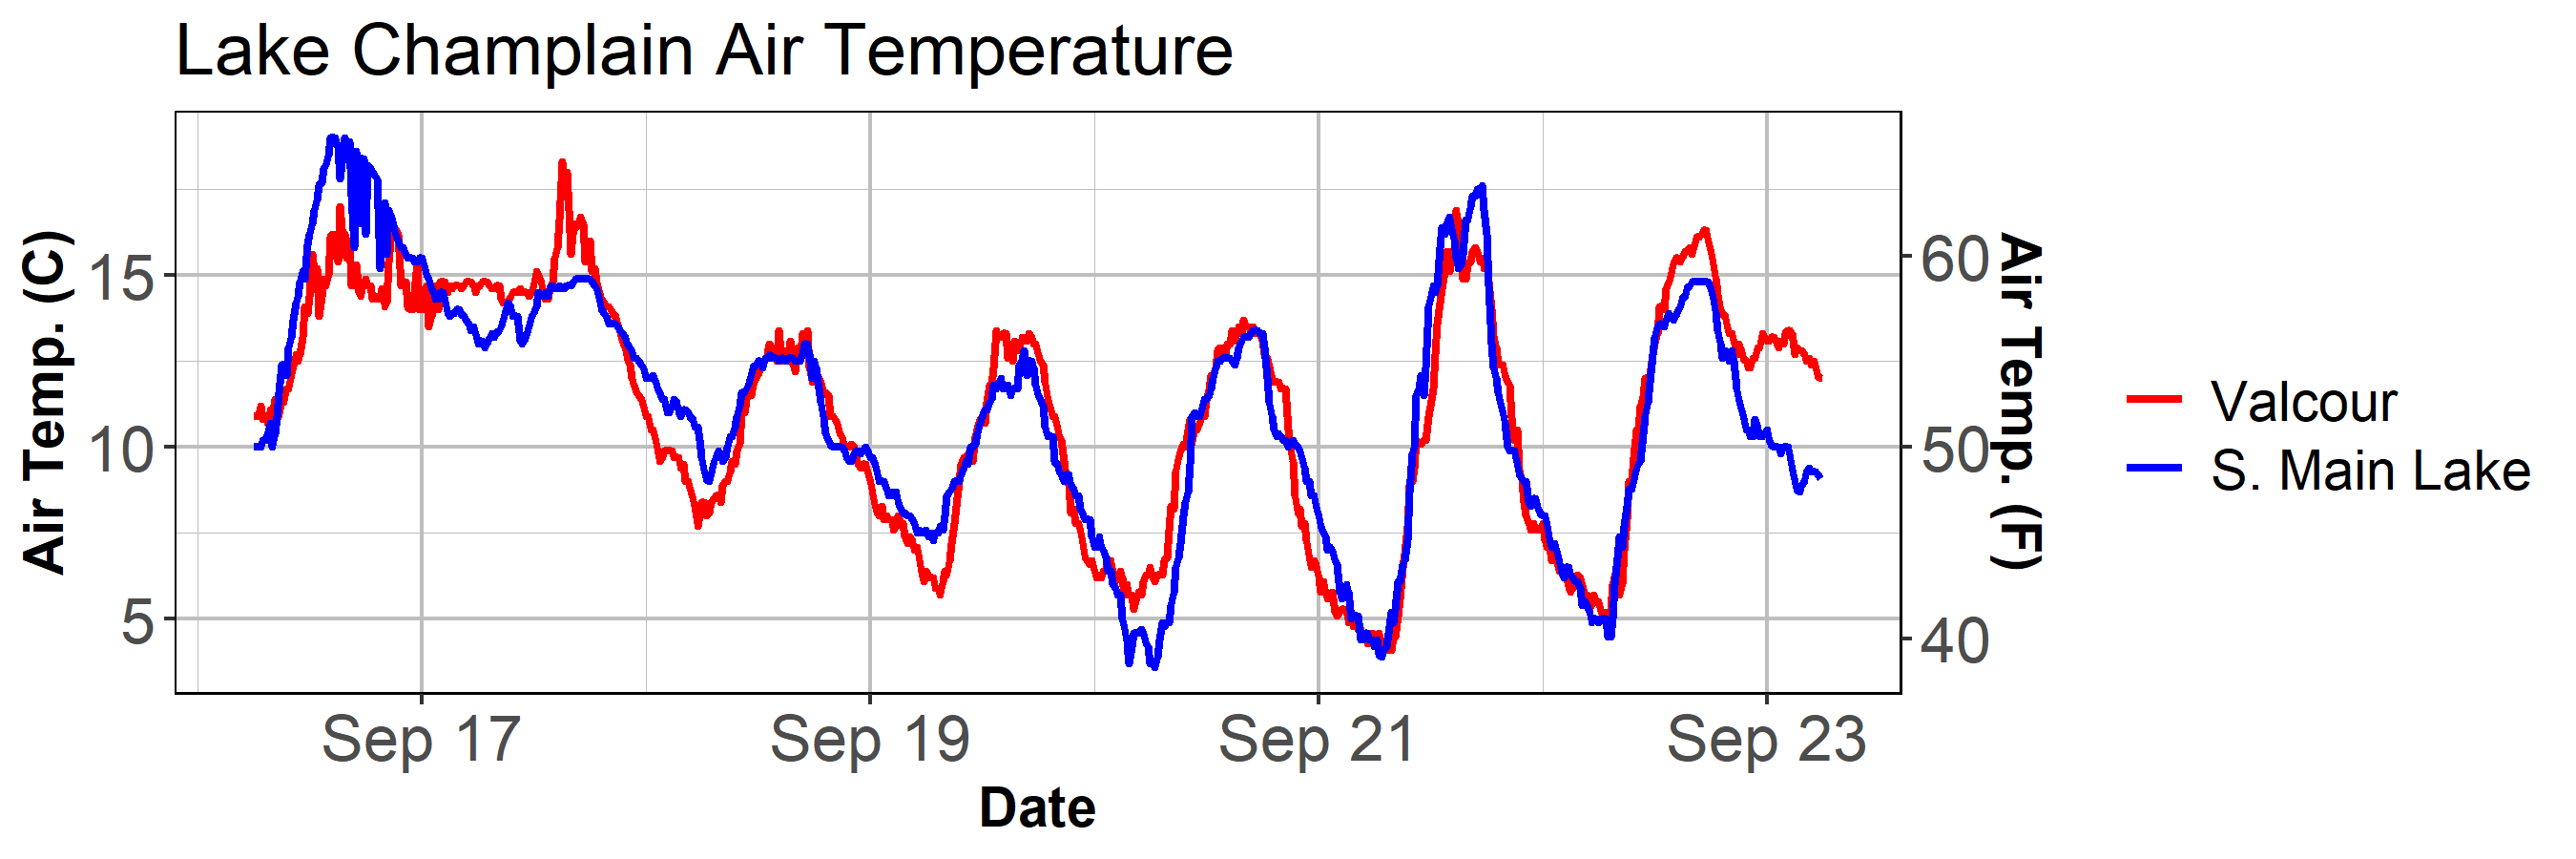 Lake Champlain Air Temperature
Air Temp. (C)
15
10
5
60
50
40
Air Temp. (F)
Sep 17
Sep 19
Sep 21
Sep 23
Date
Valcour
S. Main Lake